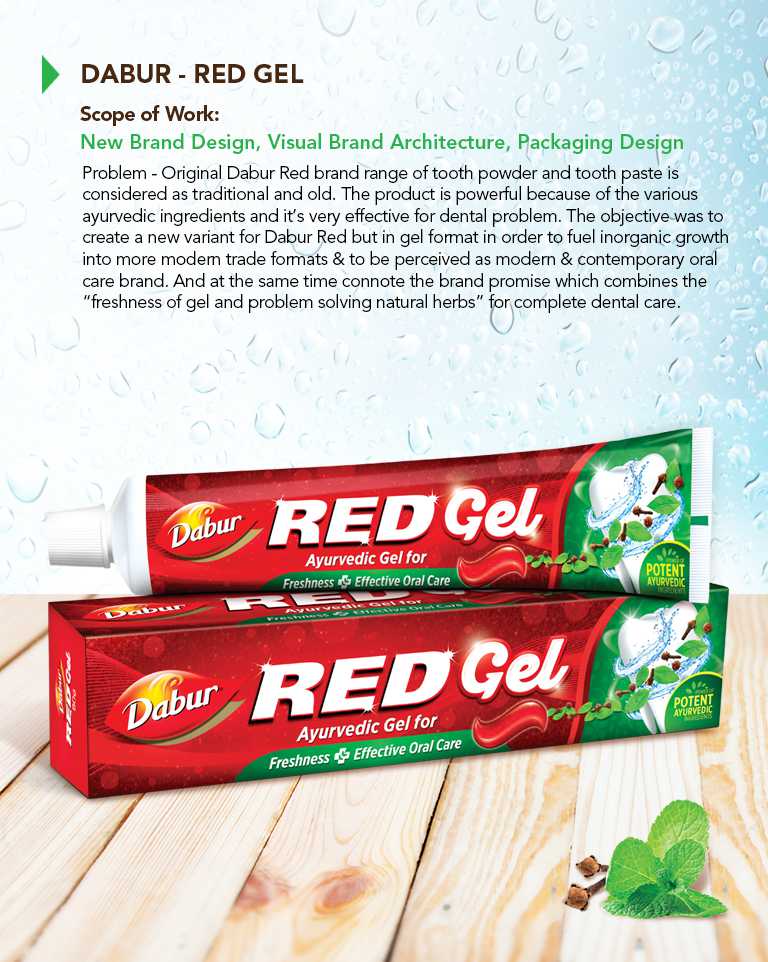 DABUR - RED GEL
Scope of Work:
New Brand Design, Visual Brand Architecture, Packaging Design
Problem - Original Dabur Red brand range of tooth powder and tooth paste is
considered as traditional and old. The product is powerful because of the various
ayurvedic ingredients and it's very effective for dental problem. The objective was to
create a new variant for Dabur Red but in gel format in order to fuel inorganic growth
into more modern trade formats & to be perceived as modern & contemporary oral
care brand. And at the same time connote the brand promise which combines the
“freshness of gel and problem solving natural herbs” for complete dental care.
Dabur RED Gel
Ayurvedic Gel for
Freshness + Effective Oral Care
POTENT
AYURVEDIC
INGREDIENTS
Dabur RED
Ayurvedic Gel for
Freshness + Effective Oral Care
Dabur
RED Gel
Dabur RED Gel
Ayurvedic Gel for
Freshness + Effective Oral Care
POTENT
AYURVEDIC
INGREDIENTS